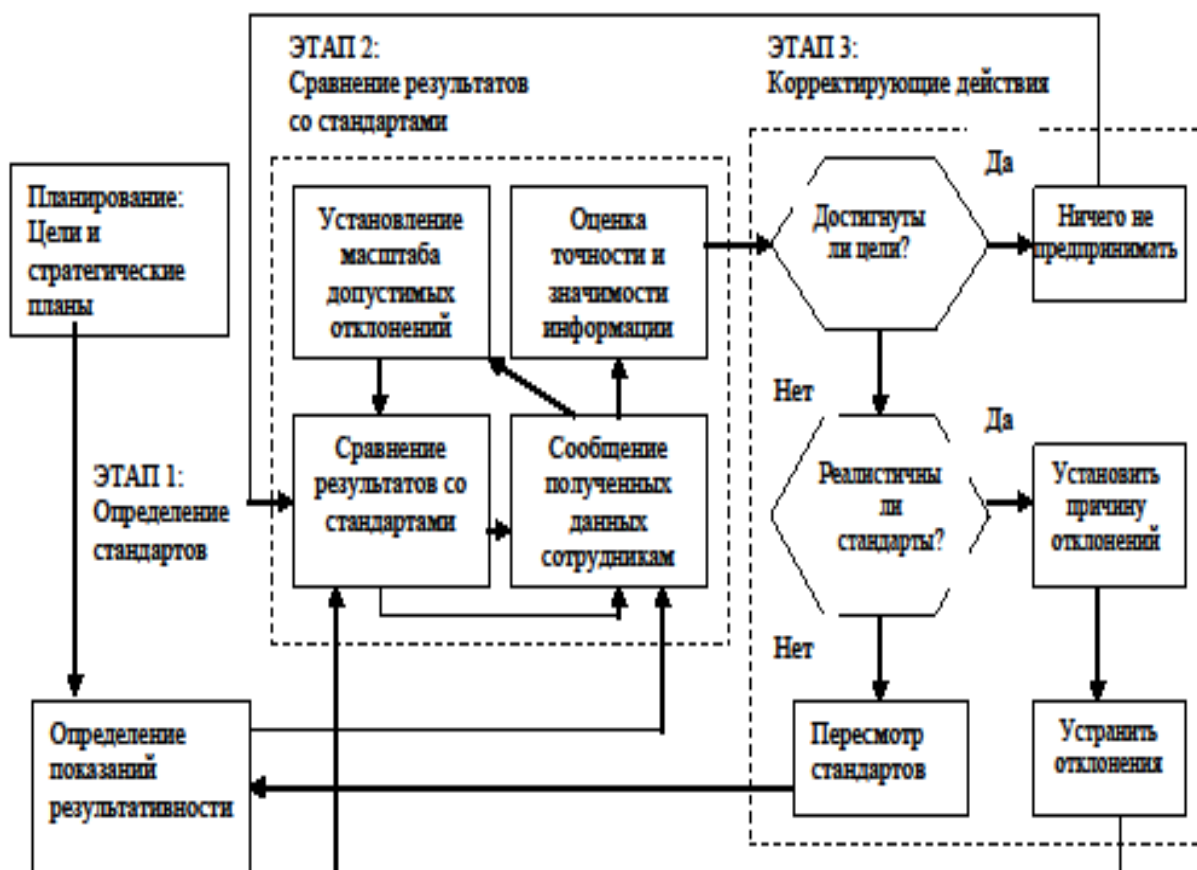 ЭТАП 2:
Сравнение результатов
со стандартами
ЭТАП 3:
Корректирующие действия
Планирование:
Цели и
стратегические
планы
Установление
масштаба
допустимых
отклонений
Оценка
точности и
значимости
информации
Достигнуты
ли цели?
Да
Ничего не
предпринимать
Нет
ЭТАП 1:
Определение
стандартов
Сравнение
результатов со
стандартами
Сообщение
полученных
данных
сотрудникам
Реалистичны
ли
стандарты?
Да
Установить
причину
отклонений
Нет
Определение
показаний
результативности
Пересмотр
стандартов
Устранить
отклонения